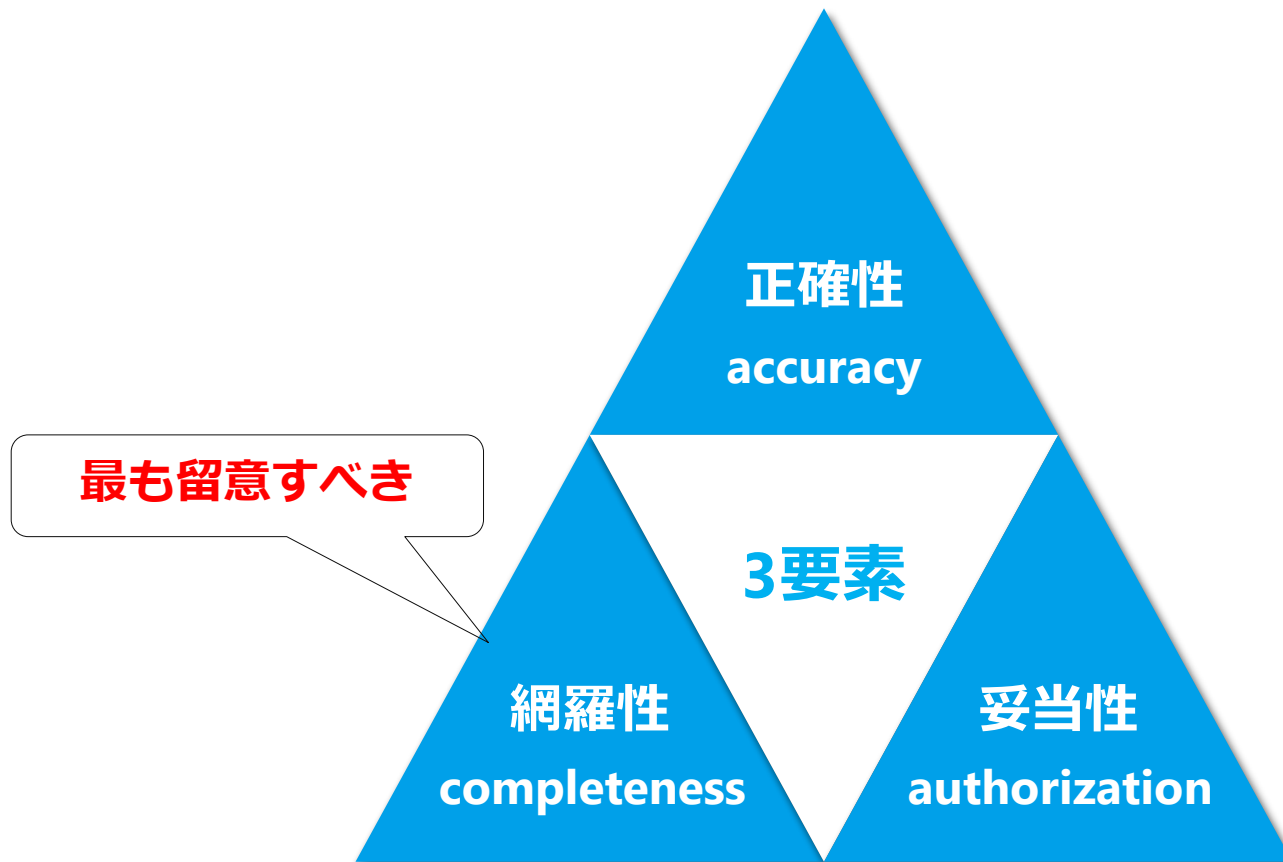 正確性
accuracy
最も留意すべき
3要素
網羅性
completeness
妥当性
authorization